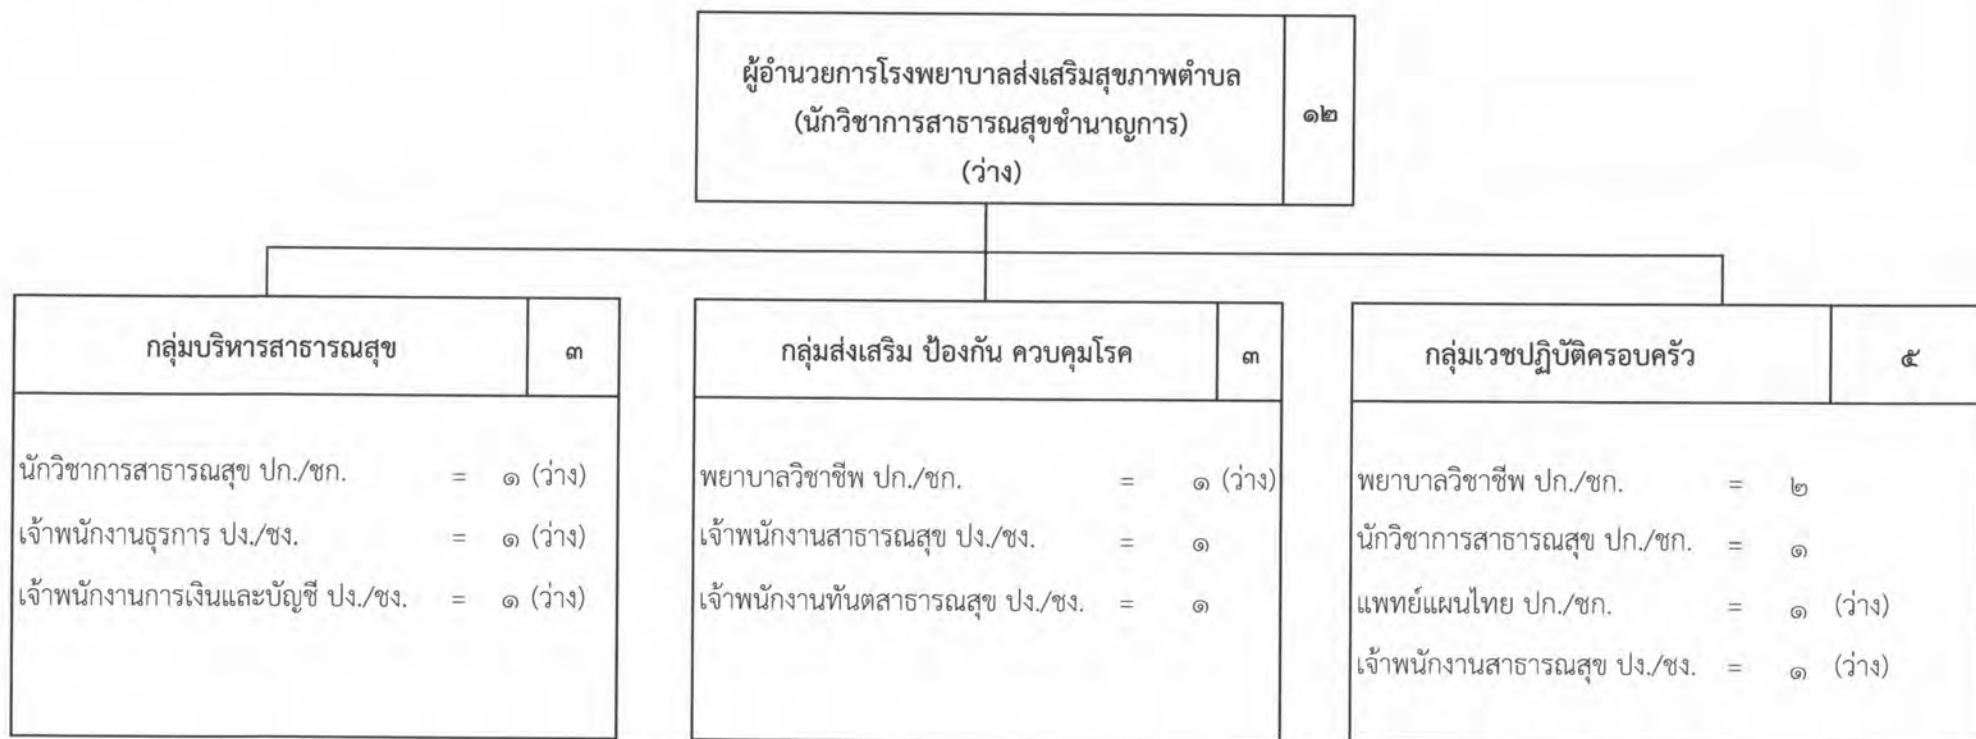 ผู้อำนวยการโรงพยาบาลส่งเสริมสุขภาพตำบล
(นักวิชาการสาธารณสุขชำนาญการ)
(ว่าง)
๑๒
กลุ่มบริหารสาธารณสุข ๓
นักวิชาการสาธารณสุข ปก./ชก. = ๑ (ว่าง)
เจ้าพนักงานธุรการ ปง./ชง. = ๑ (ว่าง)
เจ้าพนักงานการเงินและบัญชี ปง./ชง. = ๑ (ว่าง)
กลุ่มส่งเสริม ป้องกัน ควบคุมโรค ๓
พยาบาลวิชาชีพ ปก./ชก. = ๑ (ว่าง)
เจ้าพนักงานสาธารณสุข ปง./ชง. = ๑
เจ้าพนักงานทันตสาธารณสุข ปง./ชง. = ๑
กลุ่มเวชปฏิบัติครอบครัว ๕
พยาบาลวิชาชีพ ปก./ชก. = ๒
นักวิชาการสาธารณสุข ปก./ชก. = ๑
แพทย์แผนไทย ปก./ชก. = ๑ (ว่าง)
เจ้าพนักงานสาธารณสุข ปง./ชง. = ๑ (ว่าง)